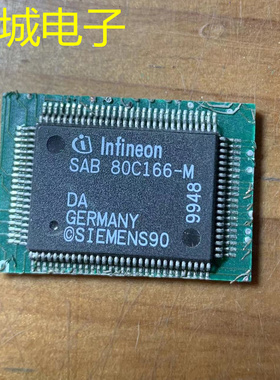 城电子
infineon
SAB 80C166-M
DA
GERMANY
©SIEMENS90
9948